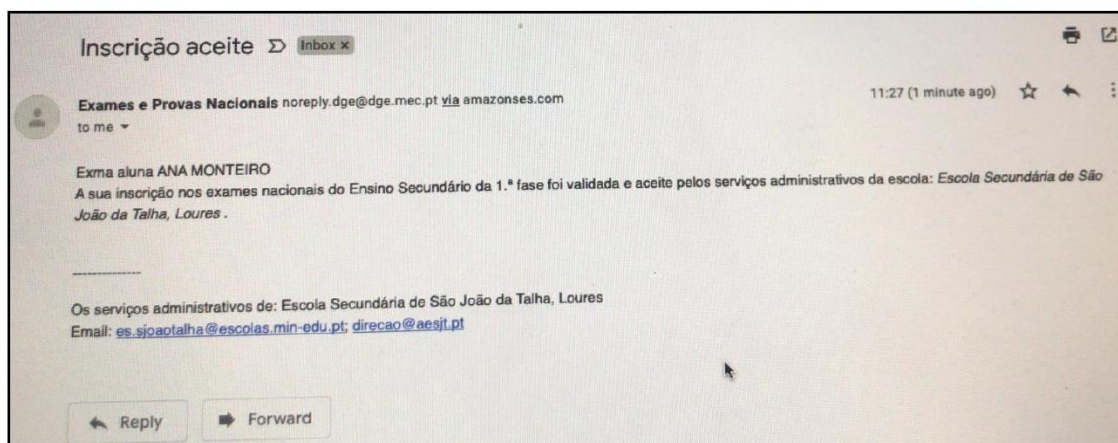 Inscrição aceite Inbox x
Exames e Provas Nacionais noreply.dge@dge.mec.pt via amazonses.com
11:27 (1 minute ago)
to me
Exma aluna ANA MONTEIRO
A sua inscrição nos exames nacionais do Ensino Secundário da 1.ª fase foi validada e aceite pelos serviços administrativos da escola: Escola Secundária de São
João da Talha, Loures .
---------------
Os serviços administrativos de: Escola Secundária de São João da Talha, Loures
Email: es.sjoaotalha@escolas.min-edu.pt; direcao@aesjt.pt
Reply
Forward